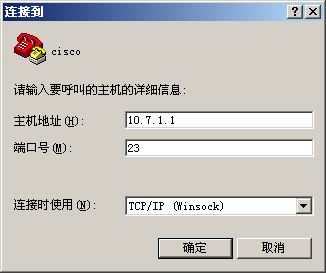 连接到
cisco
请输入要呼叫的主机的详细信息:
主机地址(H): 10.7.1.1
端口号(M): 23
连接时使用(N): TCP/IP (Winsock)
确定 取消